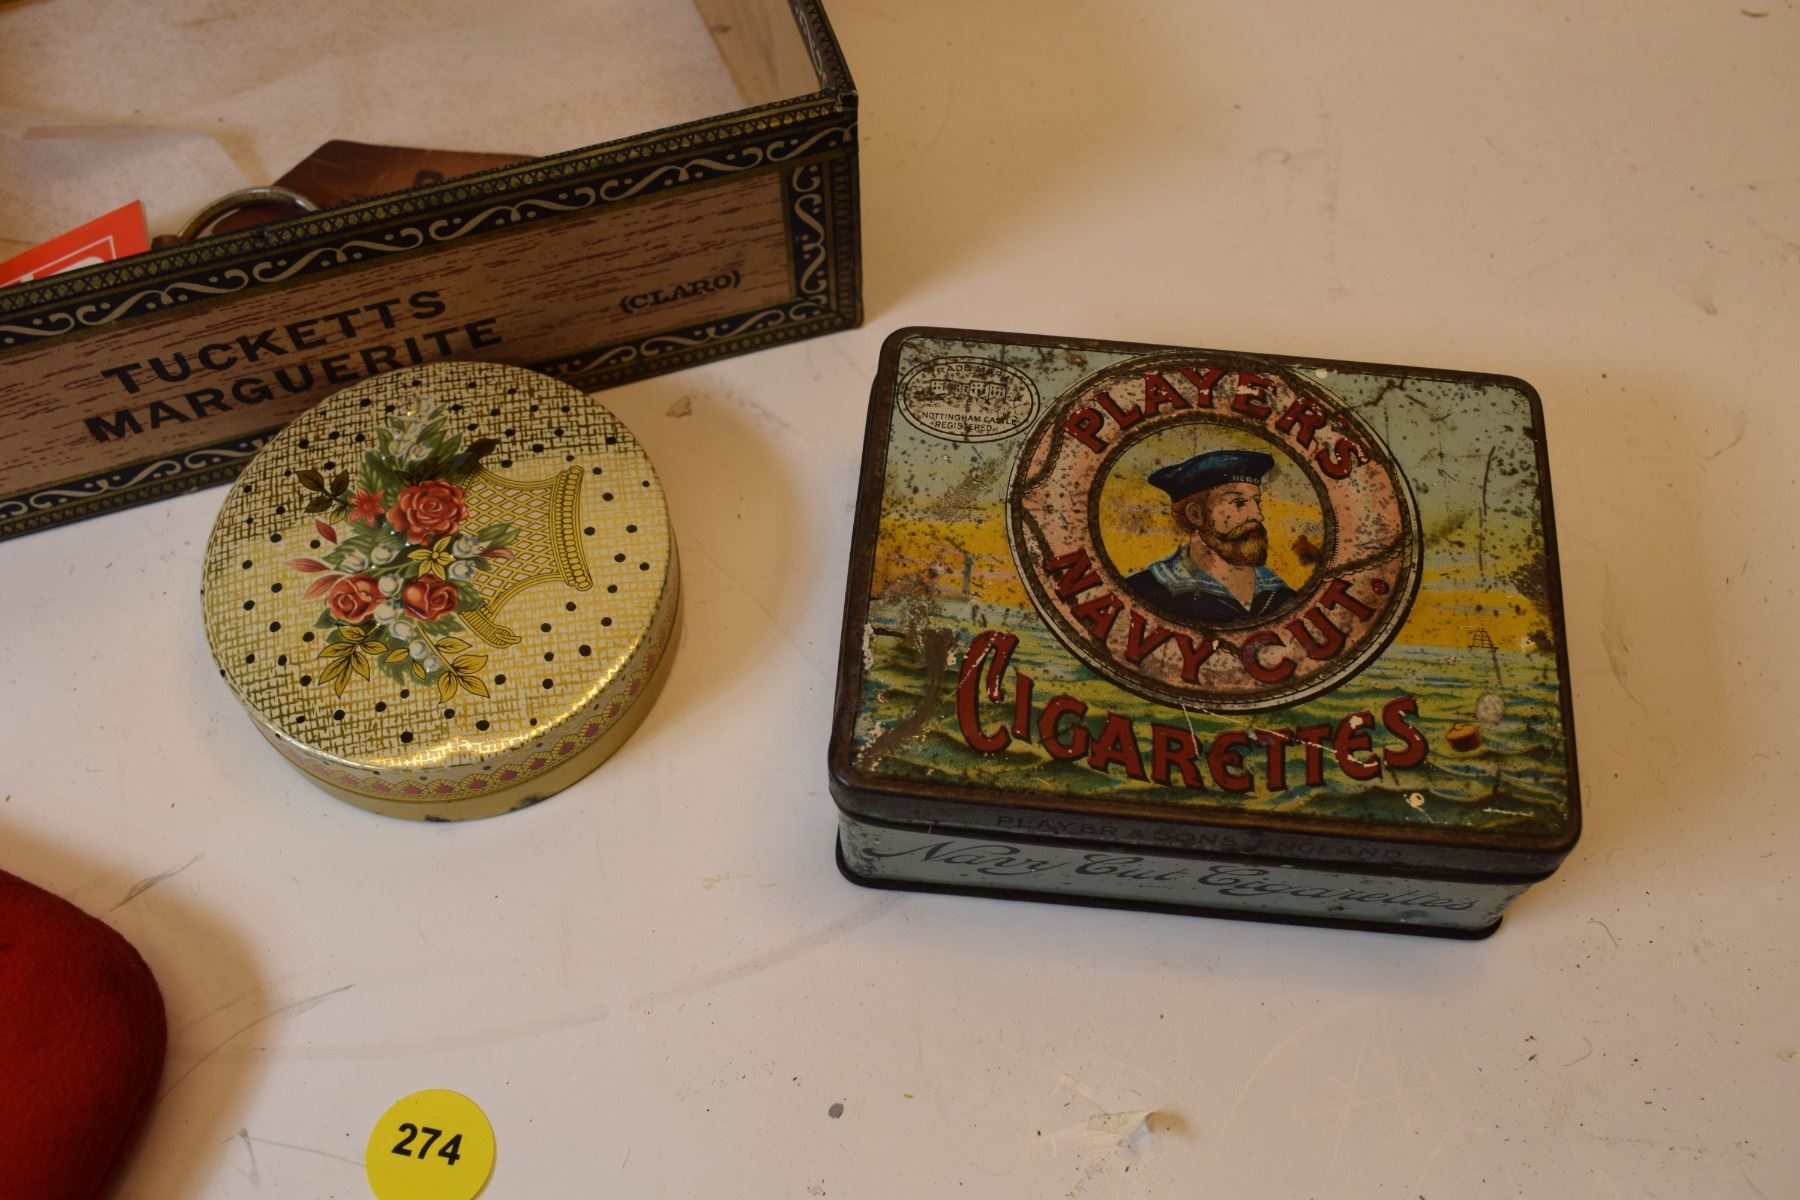 TUCKETTS
MARGUERITE
(CLARO)
TRADE MARK
NOTTINGHAM CASTLE
REGISTERED
PLAYER'S
HERO
NAVY CUT.
CIGARETTES
PLAYER & SONS ENGLAND
Navy Cut Cigarettes
274